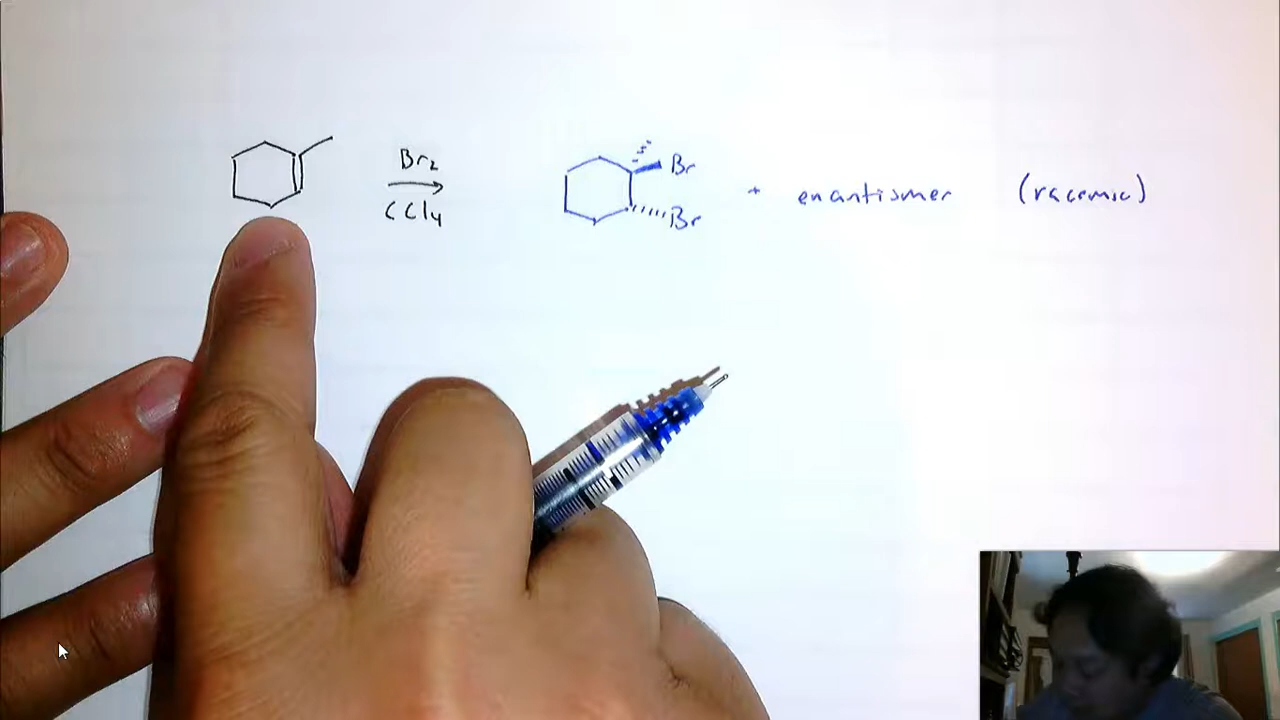 Br₂
CCl₄
Br
Br
+ enantiomer (racemic)